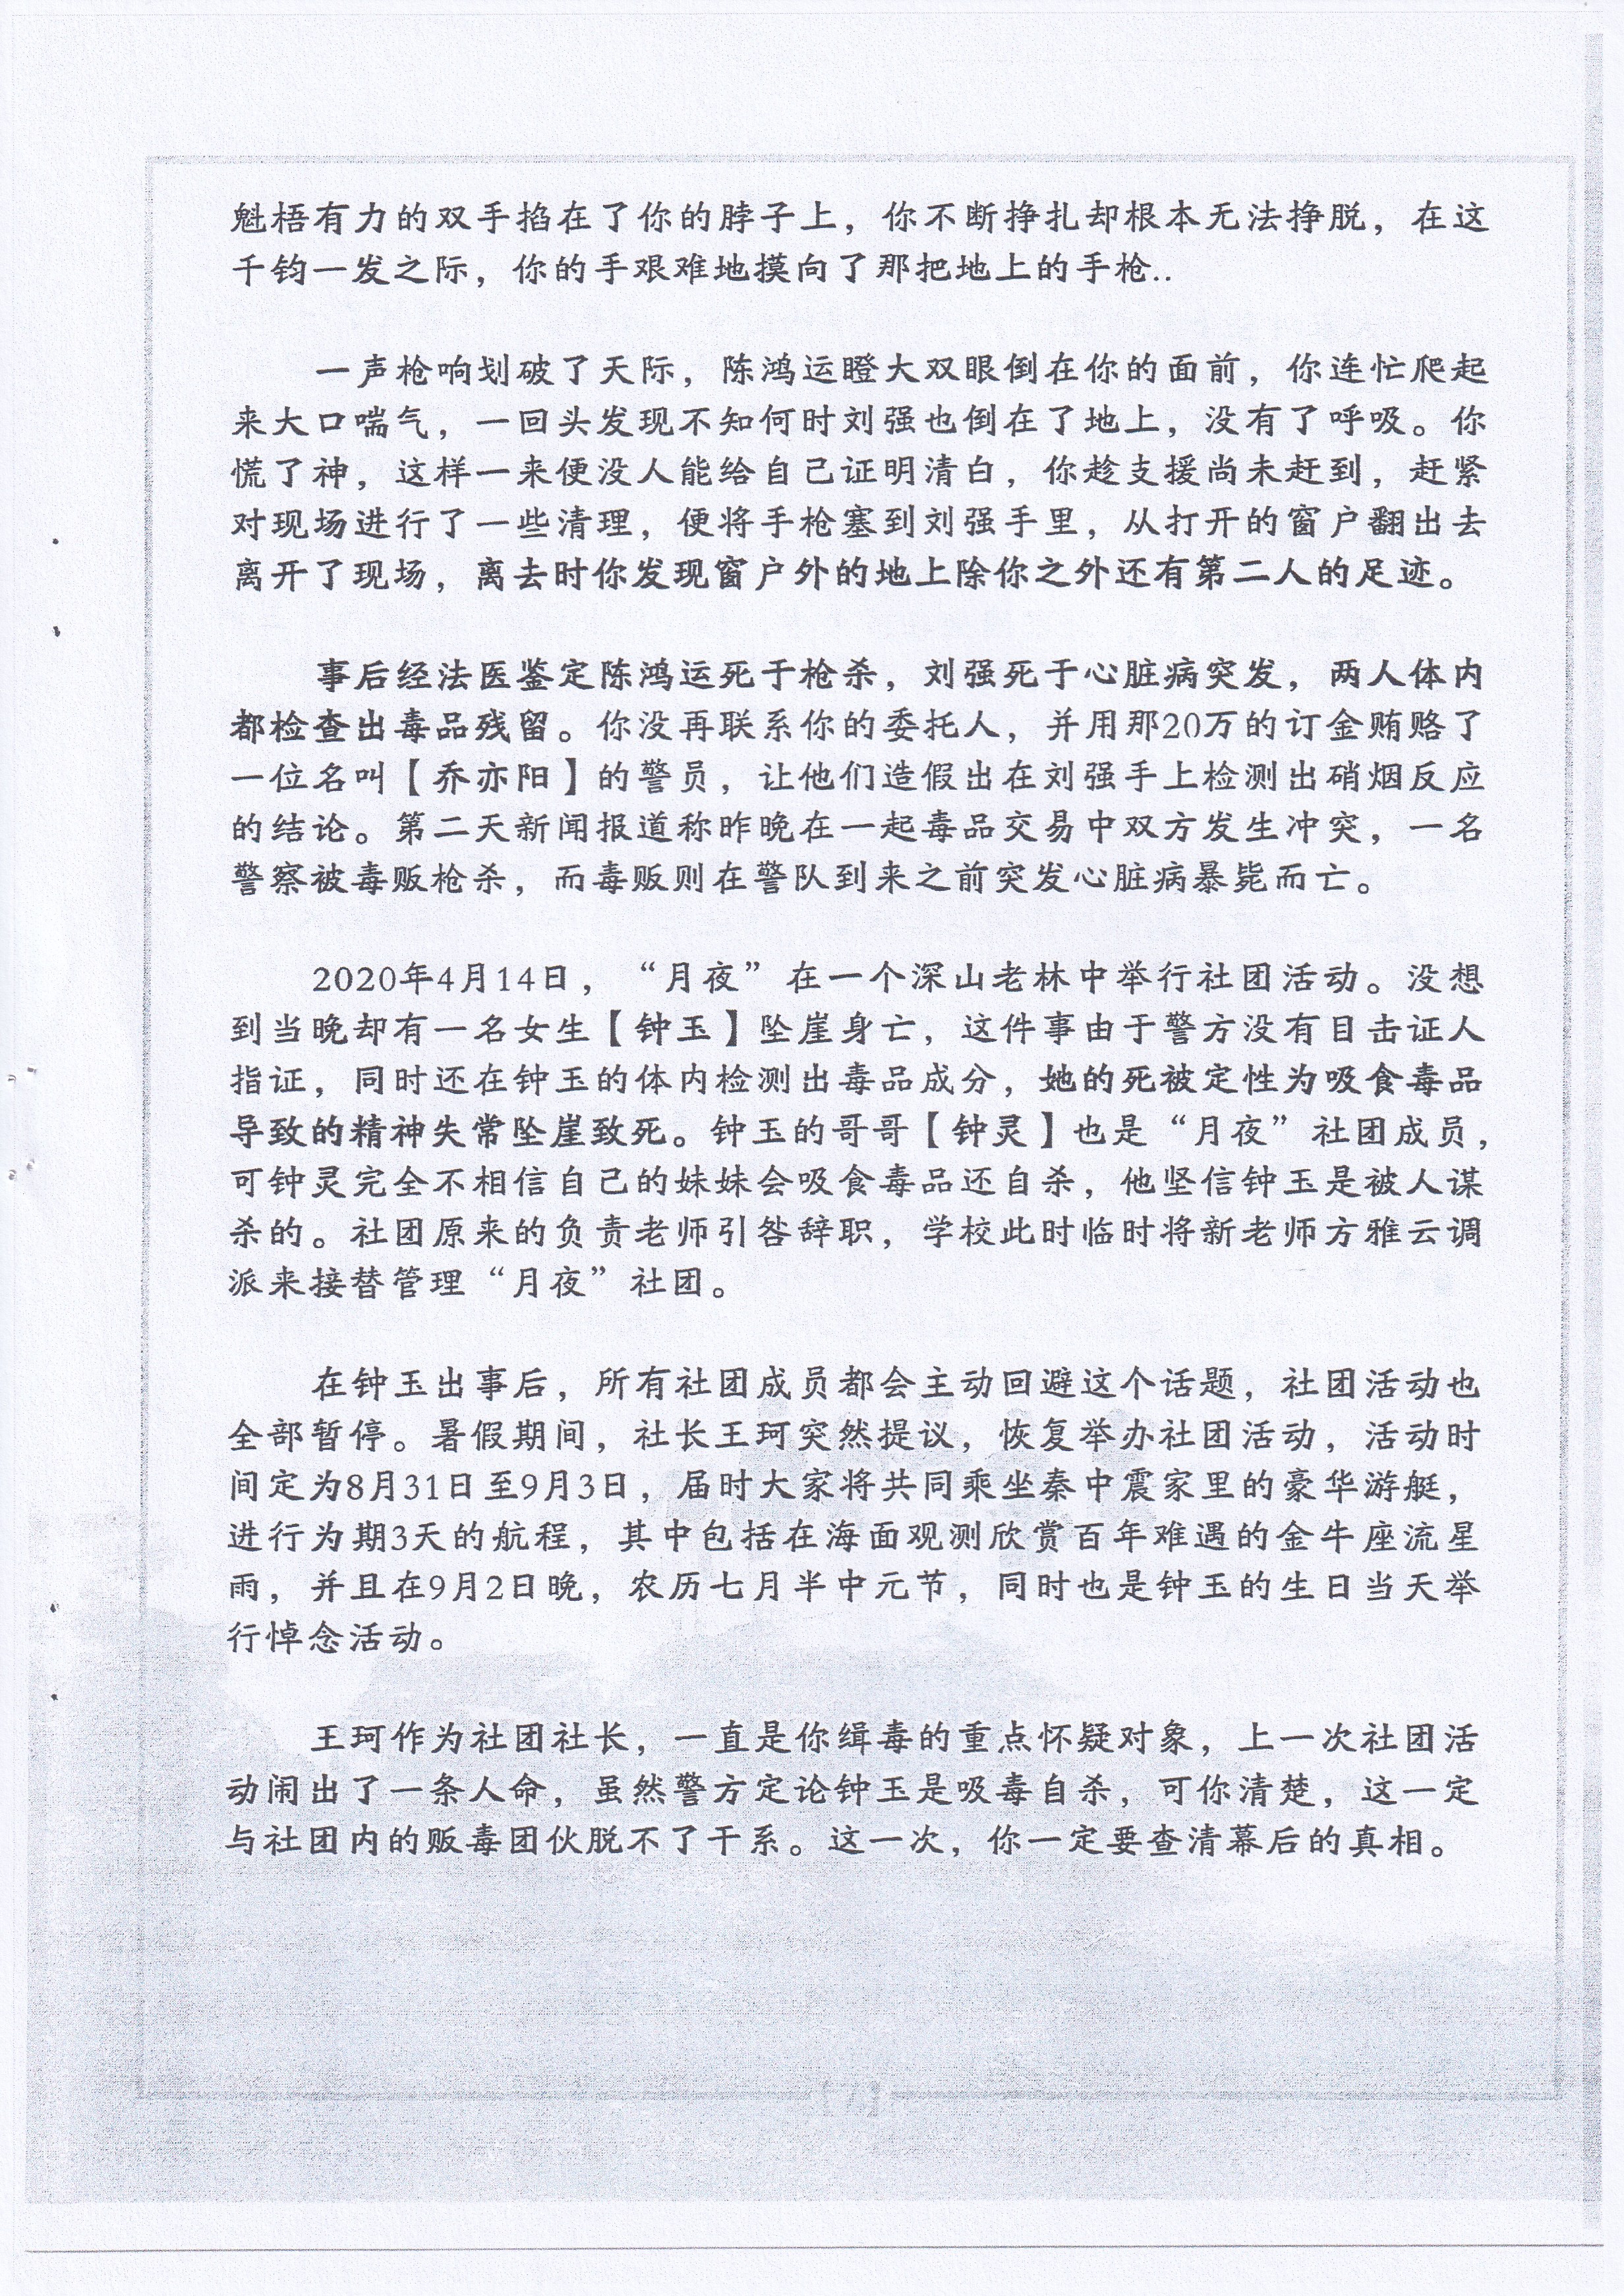 魁梧有力的双手掐在了你的脖子上，你不断挣扎却根本无法挣脱，在这
千钧一发之际，你的手艰难地摸向了那把地上的手枪..
一声枪响划破了天际，陈鸿运瞪大双眼倒在你的面前，你连忙爬起
来大口喘气，一回头发现不知何时刘强也倒在了地上，没有了呼吸。你
慌了神，这样一来便没人能给自己证明清白，你趁支援尚未赶到，赶紧
对现场进行了一些清理，便将手枪塞到刘强手里，从打开的窗户翻出去
离开了现场，离去时你发现窗户外的地上除你之外还有第二人的足迹。
事后经法医鉴定陈鸿运死于枪杀，刘强死于心脏病突发，两人体内
都检查出毒品残留。你没再联系你的委托人，并用那20万的订金贿赂了
一位名叫【乔亦阳】的警员，让他们造假出在刘强手上检测出硝烟反应
的结论。第二天新闻报道称昨晚在一起毒品交易中双方发生冲突，一名
警察被毒贩枪杀，而毒贩则在警队到来之前突发心脏病暴毙而亡。
2020年4月14日，“月夜”在一个深山老林中举行社团活动。没想
到当晚却有一名女生【钟玉】坠崖身亡，这件事由于警方没有目击证人
指证，同时还在钟玉的体内检测出毒品成分，她的死被定性为吸食毒品
导致的精神失常坠崖致死。钟玉的哥哥【钟灵】也是“月夜”社团成员，
可钟灵完全不相信自己的妹妹会吸食毒品还自杀，他坚信钟玉是被人谋
杀的。社团原来的负责老师引咎辞职，学校此时临时将新老师方雅云调
派来接替管理“月夜”社团。
在钟玉出事后，所有社团成员都会主动回避这个话题，社团活动也
全部暂停。暑假期间，社长王珂突然提议，恢复举办社团活动，活动时
间定为8月31日至9月3日，届时大家将共同乘坐秦中震家里的豪华游艇，
进行为期3天的航程，其中包括在海面观测欣赏百年难遇的金牛座流星
雨，并且在9月2日晚，农历七月半中元节，同时也是钟玉的生日当天举
行悼念活动。
王珂作为社团社长，一直是你缉毒的重点怀疑对象，上一次社团活
动闹出了一条人命，虽然警方定论钟玉是吸毒自杀，可你清楚，这一定
与社团内的贩毒团伙脱不了干系。这一次，你一定要查清幕后的真相。